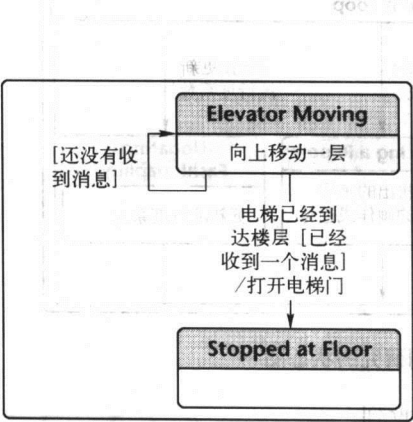 Elevator Moving
向上移动一层
[还没有收
到消息]
电梯已经到
达楼层 [已经
收到一个消息]
/打开电梯门
Stopped at Floor